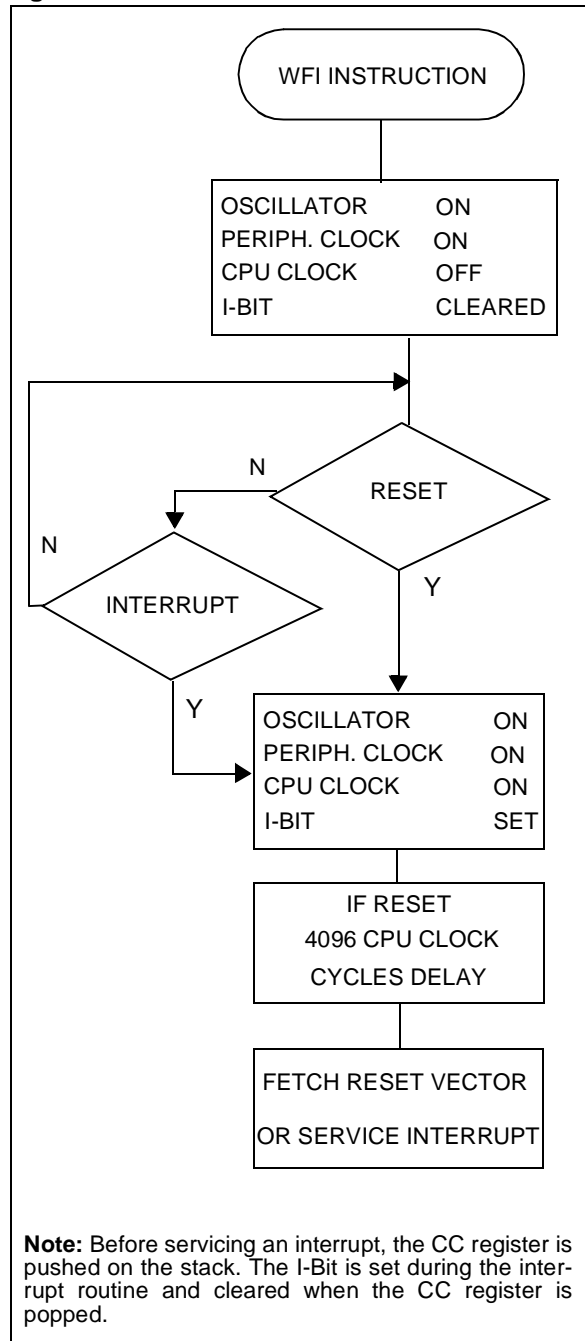 WFI INSTRUCTION
OSCILLATOR ON
PERIPH. CLOCK ON
CPU CLOCK OFF
I-BIT CLEARED
N
RESET
N
Y
INTERRUPT
Y
OSCILLATOR ON
PERIPH. CLOCK ON
CPU CLOCK ON
I-BIT SET
IF RESET
4096 CPU CLOCK
CYCLES DELAY
FETCH RESET VECTOR
OR SERVICE INTERRUPT
Note: Before servicing an interrupt, the CC register is
pushed on the stack. The I-Bit is set during the inter-
rupt routine and cleared when the CC register is
popped.